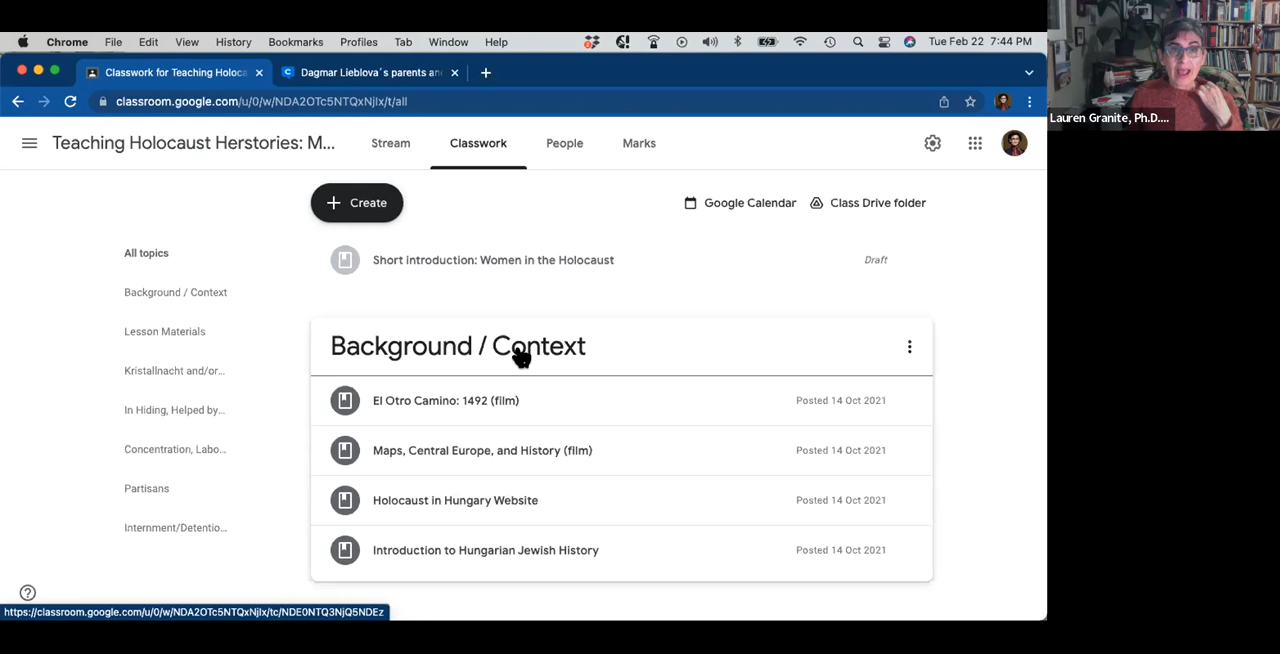 Chrome File Edit View History Bookmarks Profiles Tab Window Help Tue Feb 22 7:44 PM
Classwork for Teaching Holoca Dagmar Lieblova´s parents an
classroom.google.com/u/0/w/NDA2OTc5NTQxNjIx/t/all
Lauren Granite, Ph.D....
Teaching Holocaust Herstories: M... Stream Classwork People Marks
+ Create Google Calendar Class Drive folder
All topics
Short introduction: Women in the Holocaust Draft
Background / Context
Lesson Materials
Kristallnacht and/or...
In Hiding, Helped by...
Concentration, Labo...
Partisans
Internment/Detentio...
Background / Context
El Otro Camino: 1492 (film) Posted 14 Oct 2021
Maps, Central Europe, and History (film) Posted 14 Oct 2021
Holocaust in Hungary Website Posted 14 Oct 2021
Introduction to Hungarian Jewish History Posted 14 Oct 2021
https://classroom.google.com/u/0/w/NDA2OTc5NTQxNjIx/tc/NDE0NTQ3NjQ5NDEz